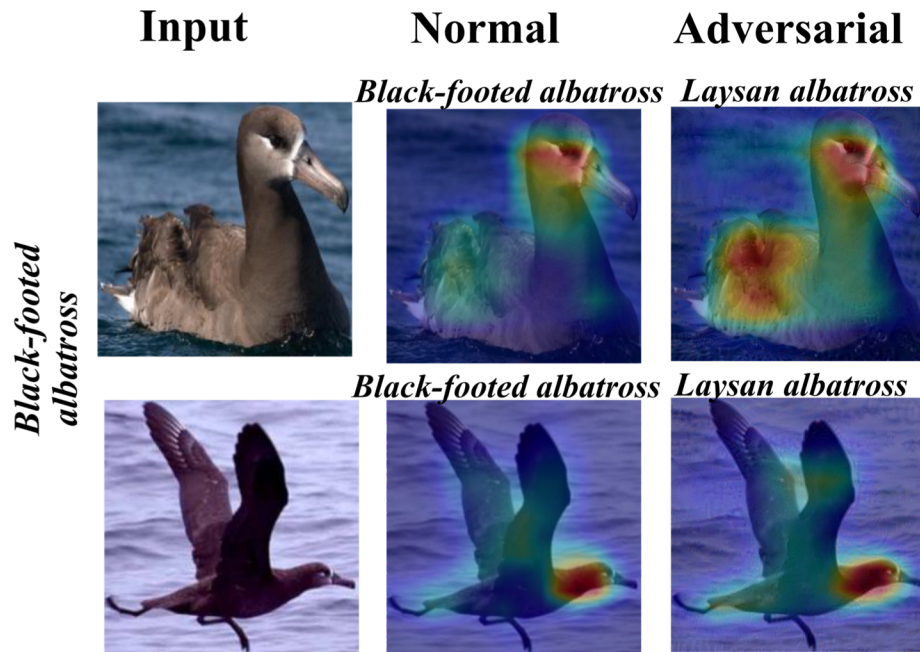 Input Normal Adversarial
Black-footed albatross Laysan albatross
Black-footed
albatross
Black-footed albatross Laysan albatross